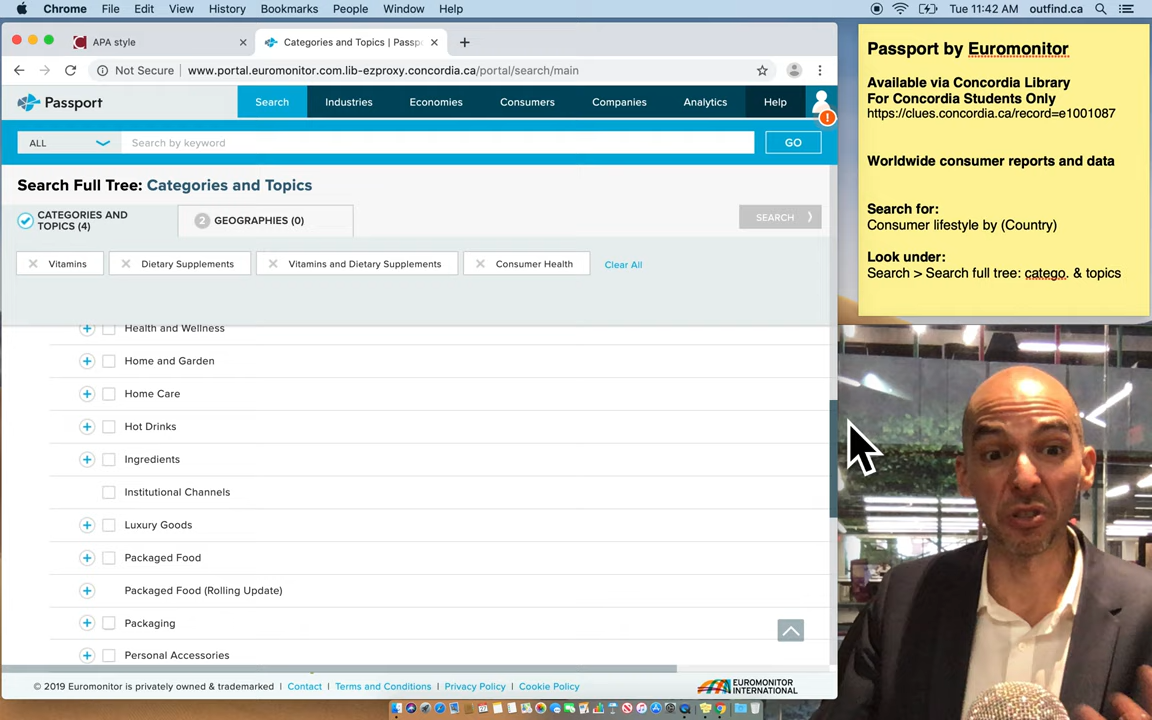 Chrome File Edit View History Bookmarks People Window Help Tue 11:42 AM outfind.ca
APA style
Categories and Topics | Passp
Not Secure | www.portal.euromonitor.com.lib-ezproxy.concordia.ca/portal/search/main
Passport Search Industries Economies Consumers Companies Analytics Help
!
ALL Search by keyword GO
Search Full Tree: Categories and Topics
CATEGORIES AND
TOPICS (4)
2 GEOGRAPHIES (0)
SEARCH
Vitamins Dietary Supplements Vitamins and Dietary Supplements Consumer Health Clear All
Health and Wellness
Home and Garden
Home Care
Hot Drinks
Ingredients
Institutional Channels
Luxury Goods
Packaged Food
Packaged Food (Rolling Update)
Packaging
Personal Accessories
© 2019 Euromonitor is privately owned & trademarked | Contact | Terms and Conditions | Privacy Policy | Cookie Policy
EUROMONITOR
INTERNATIONAL
Passport by Euromonitor
Available via Concordia Library
For Concordia Students Only
https://clues.concordia.ca/record=e1001087
Worldwide consumer reports and data
Search for:
Consumer lifestyle by (Country)
Look under:
Search > Search full tree: catego. & topics